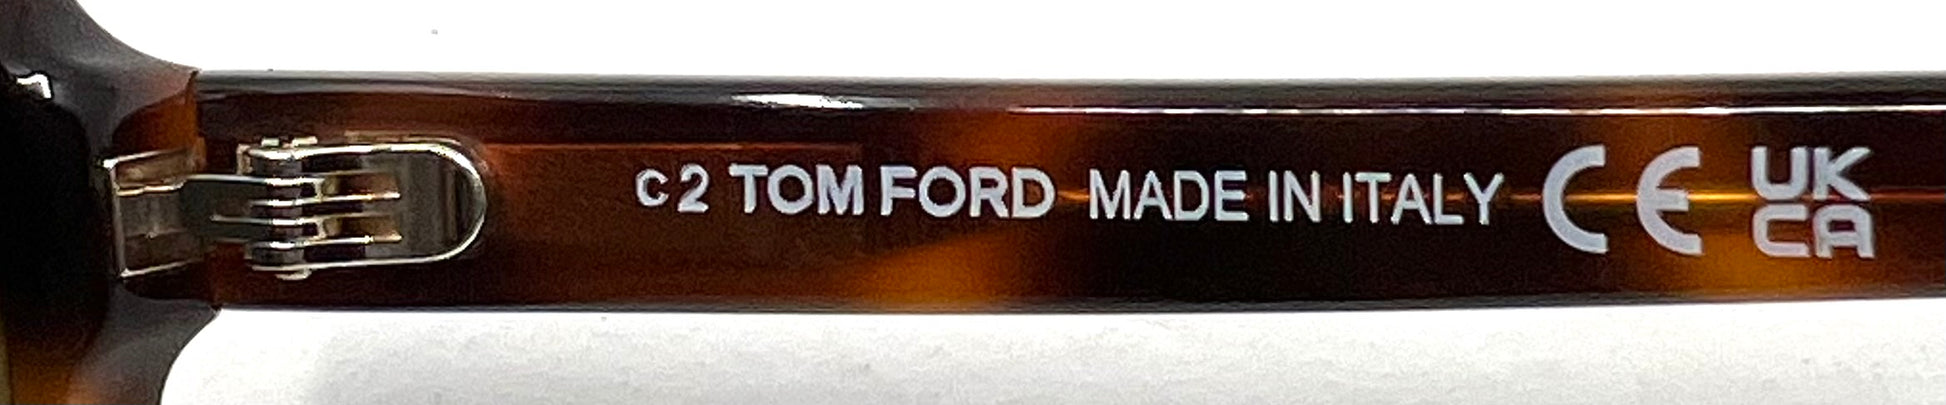 c2 TOM FORD MADE IN ITALY CE UK
CA